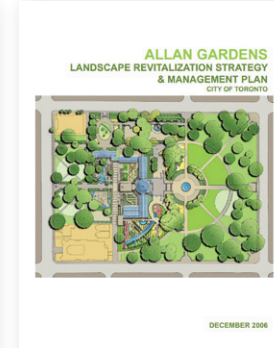 ALLAN GARDENS
LANDSCAPE REVITALIZATION STRATEGY
& MANAGEMENT PLAN
CITY OF TORONTO
DECEMBER 2006